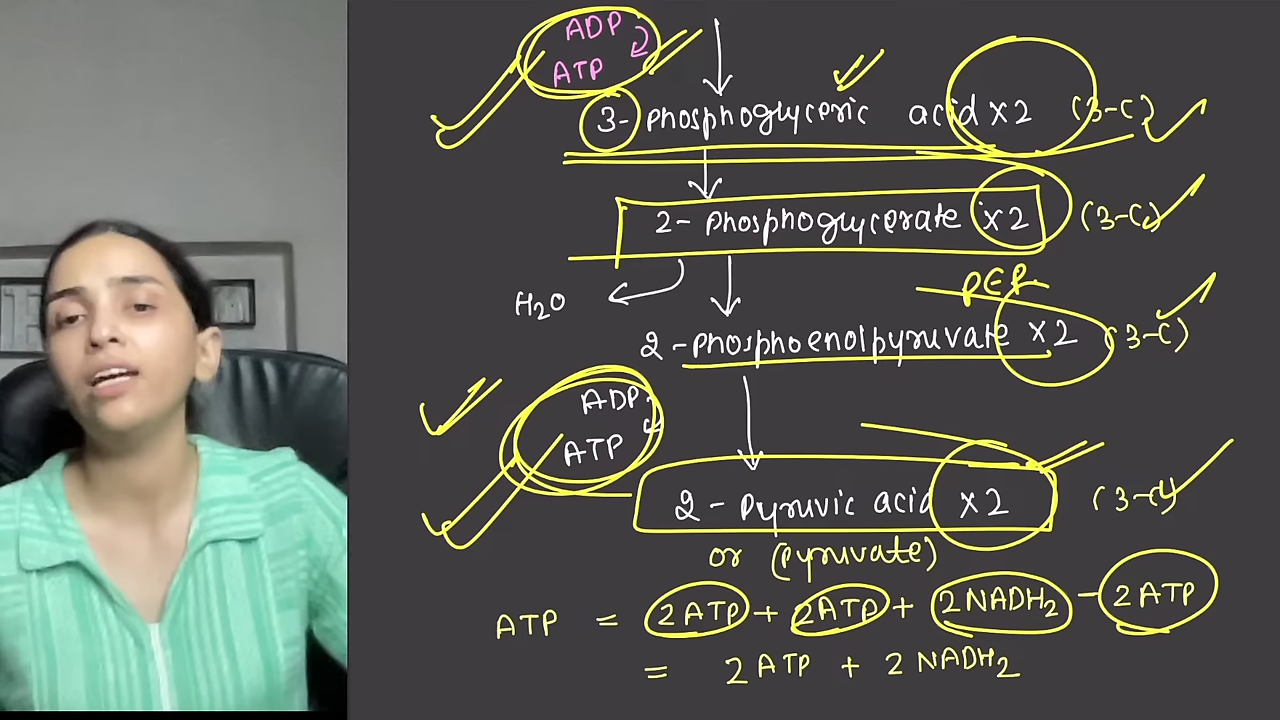 ADP
ATP
3- Phosphoglyceric acid x2 (3-C)
2- Phosphoglycerate x2 (3-C)
H2O
PEP
2-Phosphoenolpyruvate x2 (3-C)
ADP
ATP
2- Pyruvic acid x2 (3-C)
or (pyruvate)
ATP = 2ATP + 2ATP + 2NADH2 - 2ATP
= 2ATP + 2NADH2